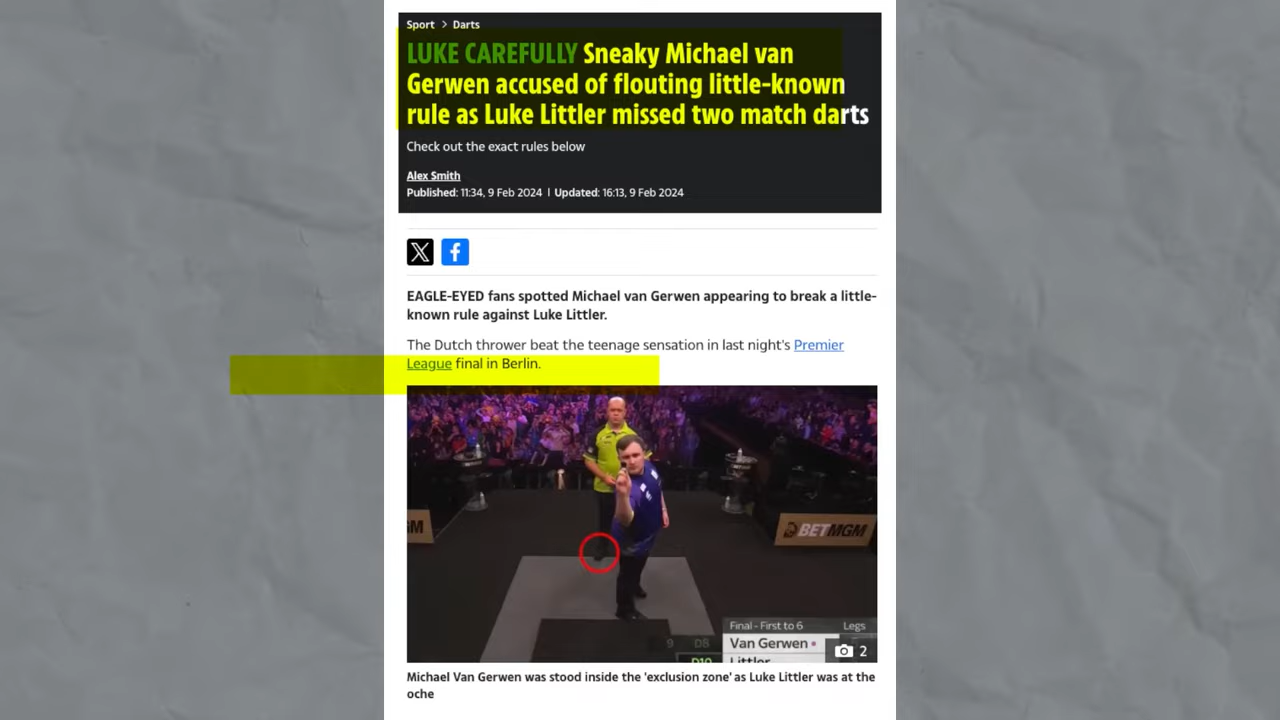 Sport > Darts
LUKE CAREFULLY Sneaky Michael van
Gerwen accused of flouting little-known
rule as Luke Littler missed two match darts
Check out the exact rules below
Alex Smith
Published: 11:34, 9 Feb 2024 | Updated: 16:13, 9 Feb 2024
EAGLE-EYED fans spotted Michael van Gerwen appearing to break a little-
known rule against Luke Littler.
The Dutch thrower beat the teenage sensation in last night's Premier
League final in Berlin.
GM
BETMGM
Final - First to 6 Legs
9 D8 Van Gerwen
D10 Littler
2
Michael Van Gerwen was stood inside the 'exclusion zone' as Luke Littler was at the
oche